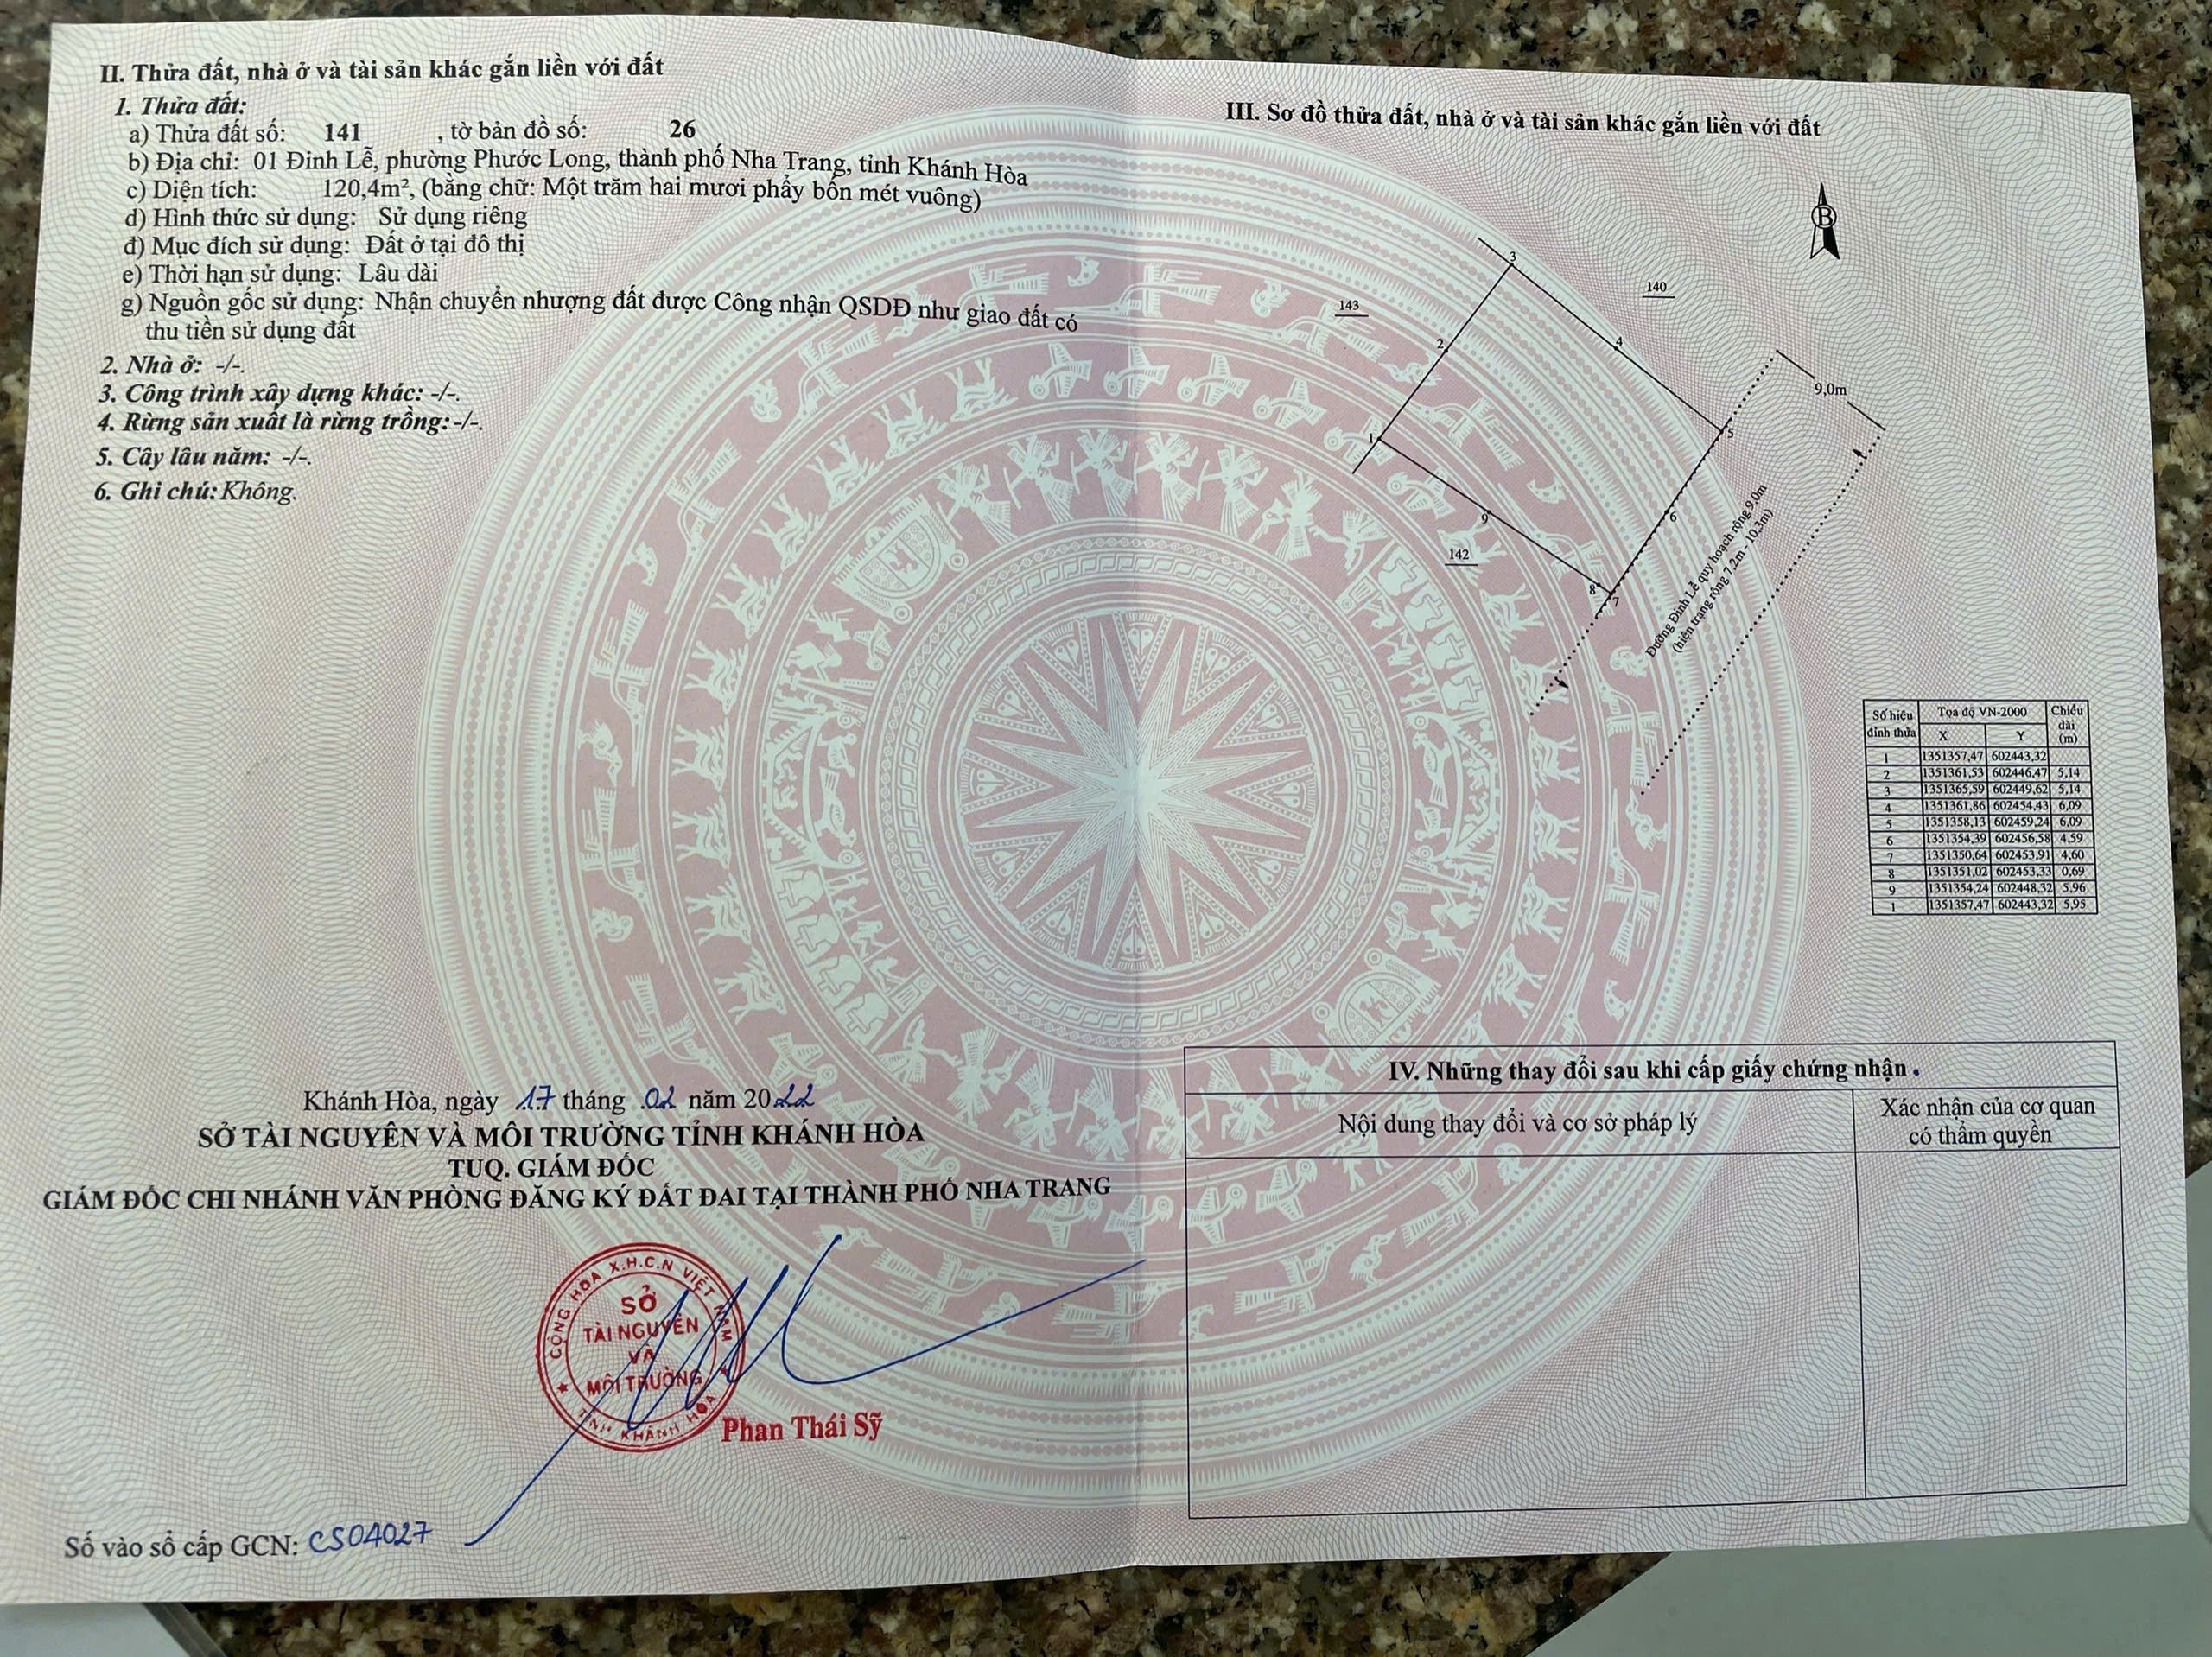 II. Thửa đất, nhà ở và tài sản khác gắn liền với đất
1. Thửa đất:
a) Thửa đất số: 141 , tờ bản đồ số: 26
b) Địa chỉ: 01 Đinh Lễ, phường Phước Long, thành phố Nha Trang, tỉnh Khánh Hòa
c) Diện tích: 120,4m², (bằng chữ: Một trăm hai mươi phẩy bốn mét vuông)
d) Hình thức sử dụng: Sử dụng riêng
đ) Mục đích sử dụng: Đất ở tại đô thị
e) Thời hạn sử dụng: Lâu dài
g) Nguồn gốc sử dụng: Nhận chuyển nhượng đất được Công nhận QSDĐ như giao đất có
thu tiền sử dụng đất
2. Nhà ở: -/-.
3. Công trình xây dựng khác: -/-.
4. Rừng sản xuất là rừng trồng: -/-.
5. Cây lâu năm: -/-.
6. Ghi chú: Không.
Khánh Hòa, ngày 17 tháng .02 năm 2022
SỞ TÀI NGUYÊN VÀ MÔI TRƯỜNG TỈNH KHÁNH HÒA
TUQ. GIÁM ĐỐC
GIÁM ĐỐC CHI NHÁNH VĂN PHÒNG ĐĂNG KÝ ĐẤT ĐAI TẠI THÀNH PHỐ NHA TRANG
CỘNG HÒA X.H.C.N VIỆT NAM
SỞ
TÀI NGUYÊN
VÀ
MÔI TRƯỜNG
TỈNH KHÁNH HÒA
Phan Thái Sỹ
Số vào sổ cấp GCN: CS04027
III. Sơ đồ thửa đất, nhà ở và tài sản khác gắn liền với đất
B
3
140
143
2
4
9,0m
1
5
9
6
142
8
7
Đường Đinh Lễ quy hoạch rộng 9,0m
(hiện trạng rộng 7,2m - 10,3m)
Số hiệu đỉnh thửa Tọa độ VN-2000 Chiều dài (m)
X Y
1 1351357,47 602443,32
2 1351361,53 602446,47 5,14
3 1351365,59 602449,62 5,14
4 1351361,86 602454,43 6,09
5 1351358,13 602459,24 6,09
6 1351354,39 602456,58 4,59
7 1351350,64 602453,91 4,60
8 1351351,02 602453,33 0,69
9 1351354,24 602448,32 5,96
1 1351357,47 602443,32 5,95
IV. Những thay đổi sau khi cấp giấy chứng nhận
Nội dung thay đổi và cơ sở pháp lý
Xác nhận của cơ quan
có thẩm quyền